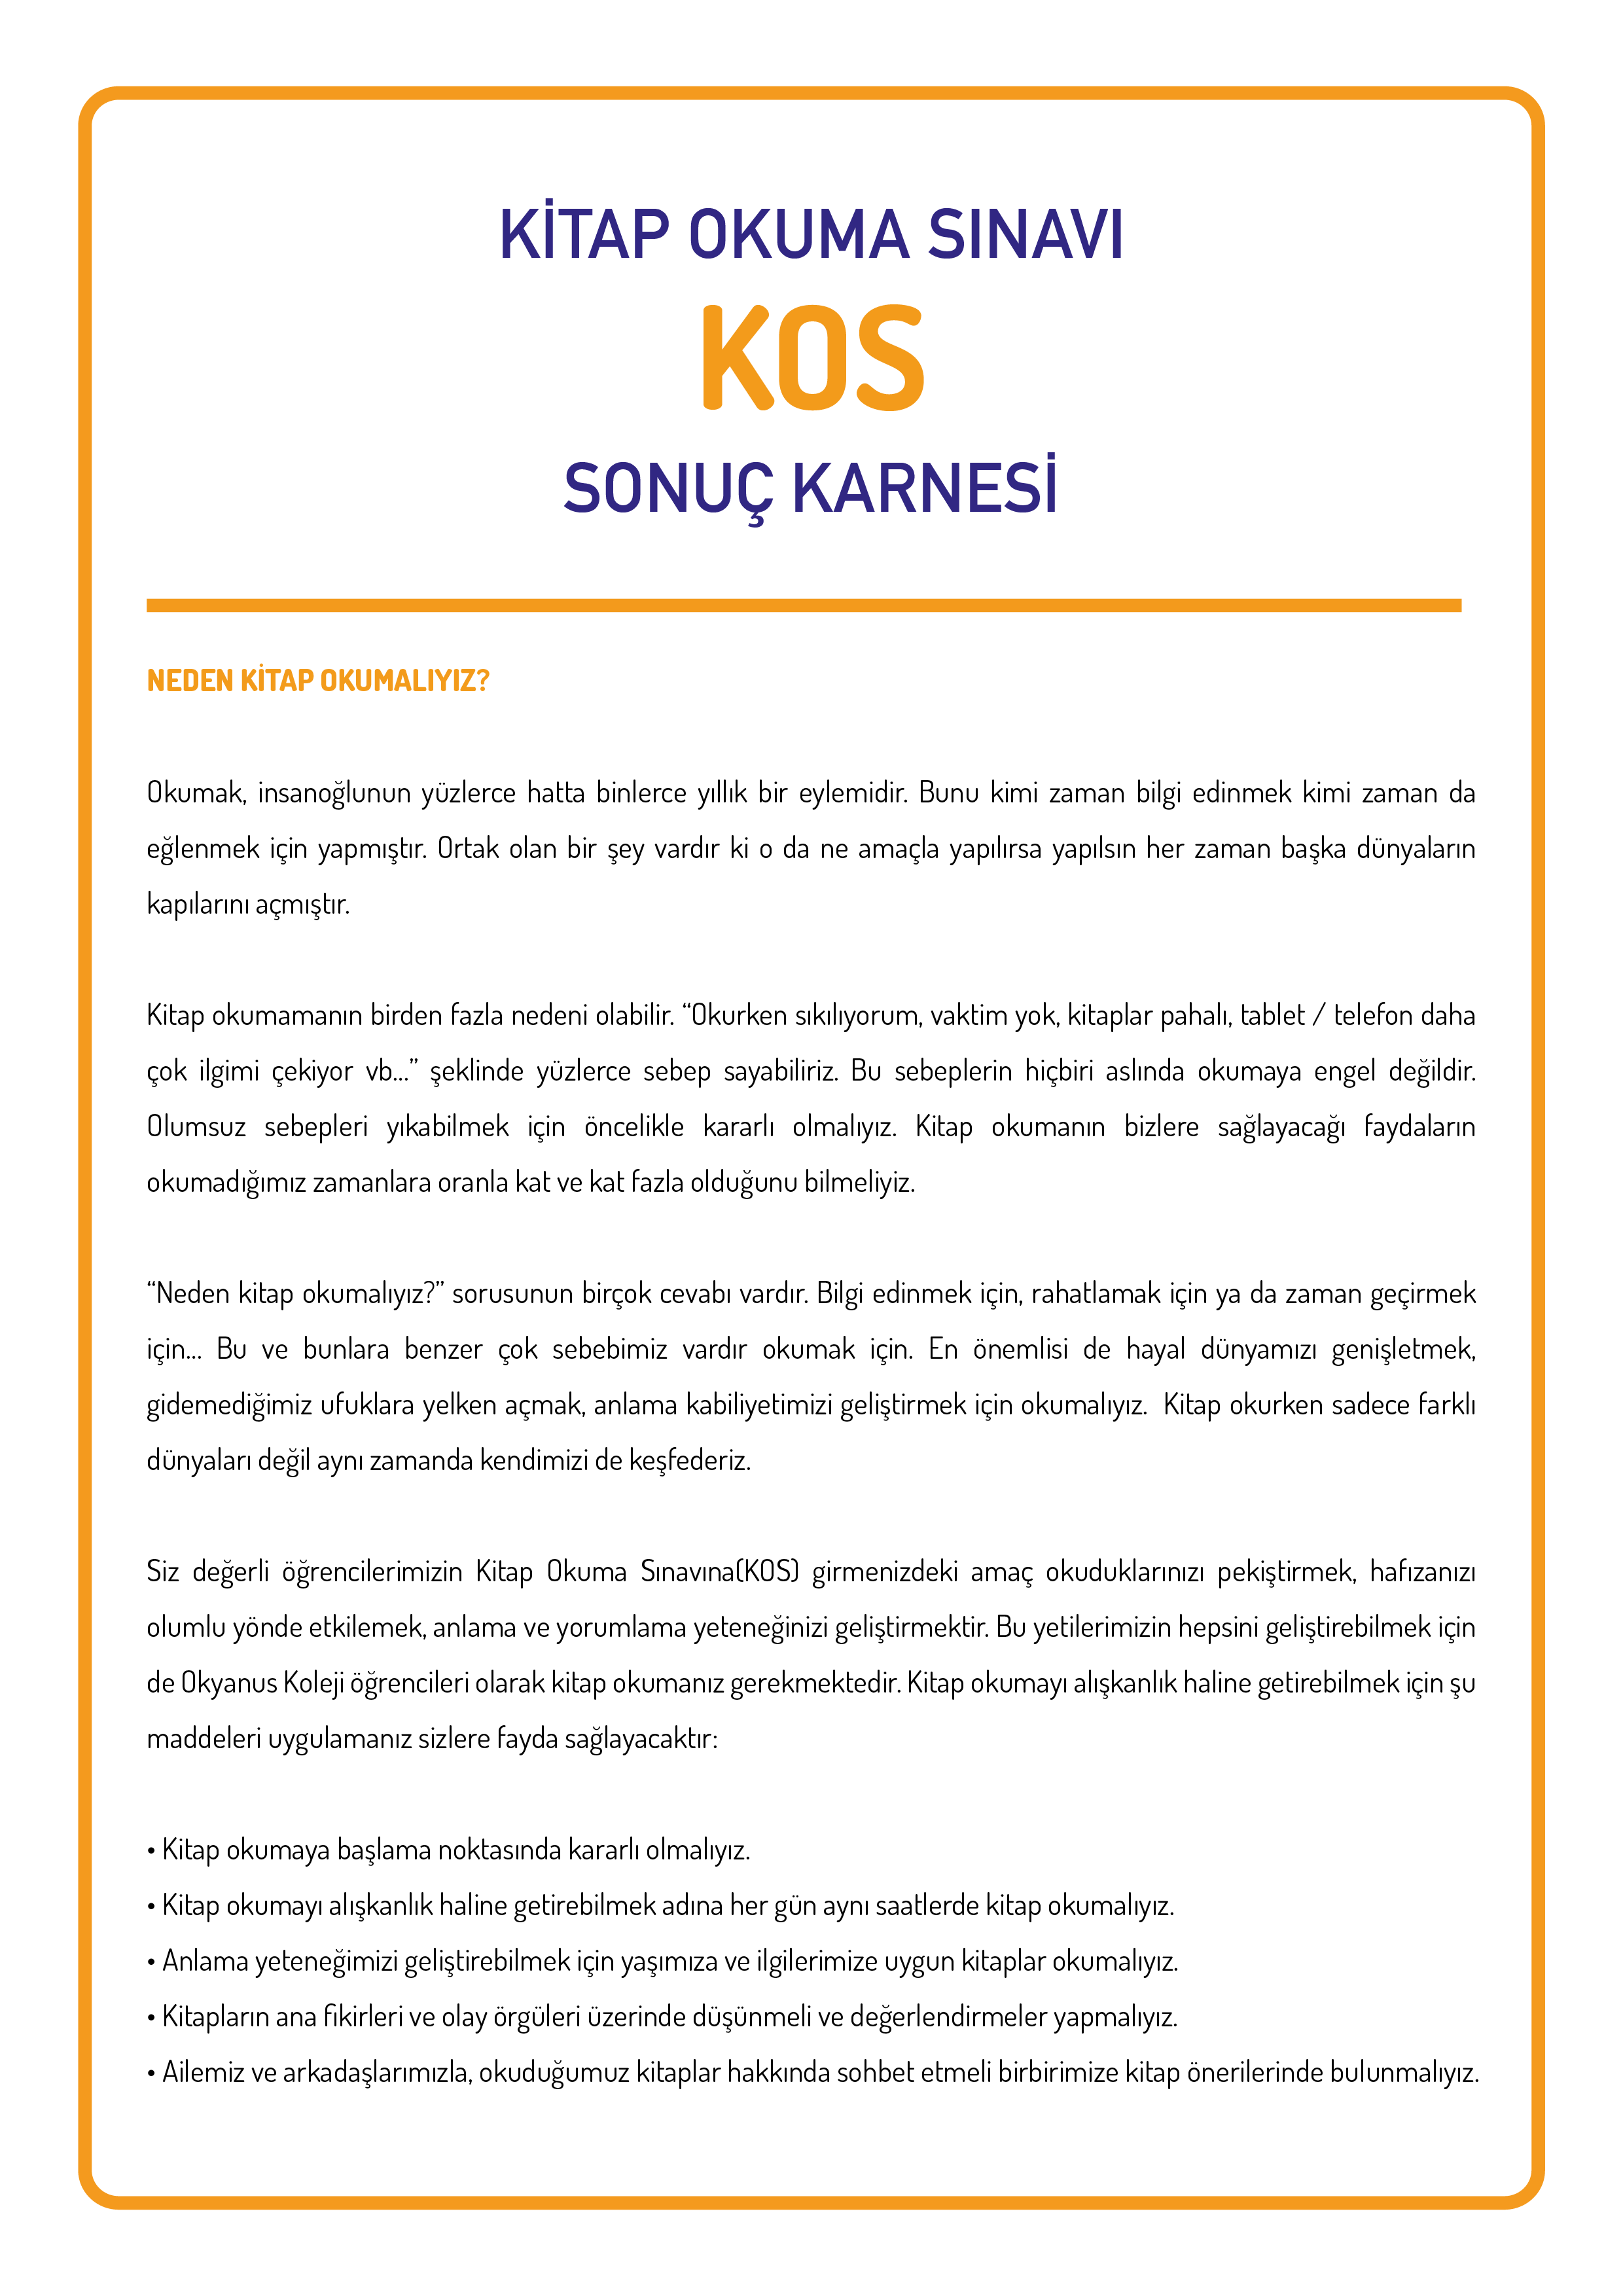 KİTAP OKUMA SINAVI
KOS
SONUÇ KARNESİ
NEDEN KİTAP OKUMALIYIZ?
Okumak, insanoğlunun yüzlerce hatta binlerce yıllık bir eylemidir. Bunu kimi zaman bilgi edinmek kimi zaman da
eğlenmek için yapmıştır. Ortak olan bir şey vardır ki o da ne amaçla yapılırsa yapılsın her zaman başka dünyaların
kapılarını açmıştır.
Kitap okumamanın birden fazla nedeni olabilir. “Okurken sıkılıyorum, vaktim yok, kitaplar pahalı, tablet / telefon daha
çok ilgimi çekiyor vb...” şeklinde yüzlerce sebep sayabiliriz. Bu sebeplerin hiçbiri aslında okumaya engel değildir.
Olumsuz sebepleri yıkabilmek için öncelikle kararlı olmalıyız. Kitap okumanın bizlere sağlayacağı faydaların
okumadığımız zamanlara oranla kat ve kat fazla olduğunu bilmeliyiz.
“Neden kitap okumalıyız?” sorusunun birçok cevabı vardır. Bilgi edinmek için, rahatlamak için ya da zaman geçirmek
için... Bu ve bunlara benzer çok sebebimiz vardır okumak için. En önemlisi de hayal dünyamızı genişletmek,
gidemediğimiz ufuklara yelken açmak, anlama kabiliyetimizi geliştirmek için okumalıyız. Kitap okurken sadece farklı
dünyaları değil aynı zamanda kendimizi de keşfederiz.
Siz değerli öğrencilerimizin Kitap Okuma Sınavına(KOS) girmenizdeki amaç okuduklarınızı pekiştirmek, hafızanızı
olumlu yönde etkilemek, anlama ve yorumlama yeteneğinizi geliştirmektir. Bu yetilerimizin hepsini geliştirebilmek için
de Okyanus Koleji öğrencileri olarak kitap okumanız gerekmektedir. Kitap okumayı alışkanlık haline getirebilmek için şu
maddeleri uygulamanız sizlere fayda sağlayacaktır:
• Kitap okumaya başlama noktasında kararlı olmalıyız.
• Kitap okumayı alışkanlık haline getirebilmek adına her gün aynı saatlerde kitap okumalıyız.
• Anlama yeteneğimizi geliştirebilmek için yaşımıza ve ilgilerimize uygun kitaplar okumalıyız.
• Kitapların ana fikirleri ve olay örgüleri üzerinde düşünmeli ve değerlendirmeler yapmalıyız.
• Ailemiz ve arkadaşlarımızla, okuduğumuz kitaplar hakkında sohbet etmeli birbirimize kitap önerilerinde bulunmalıyız.